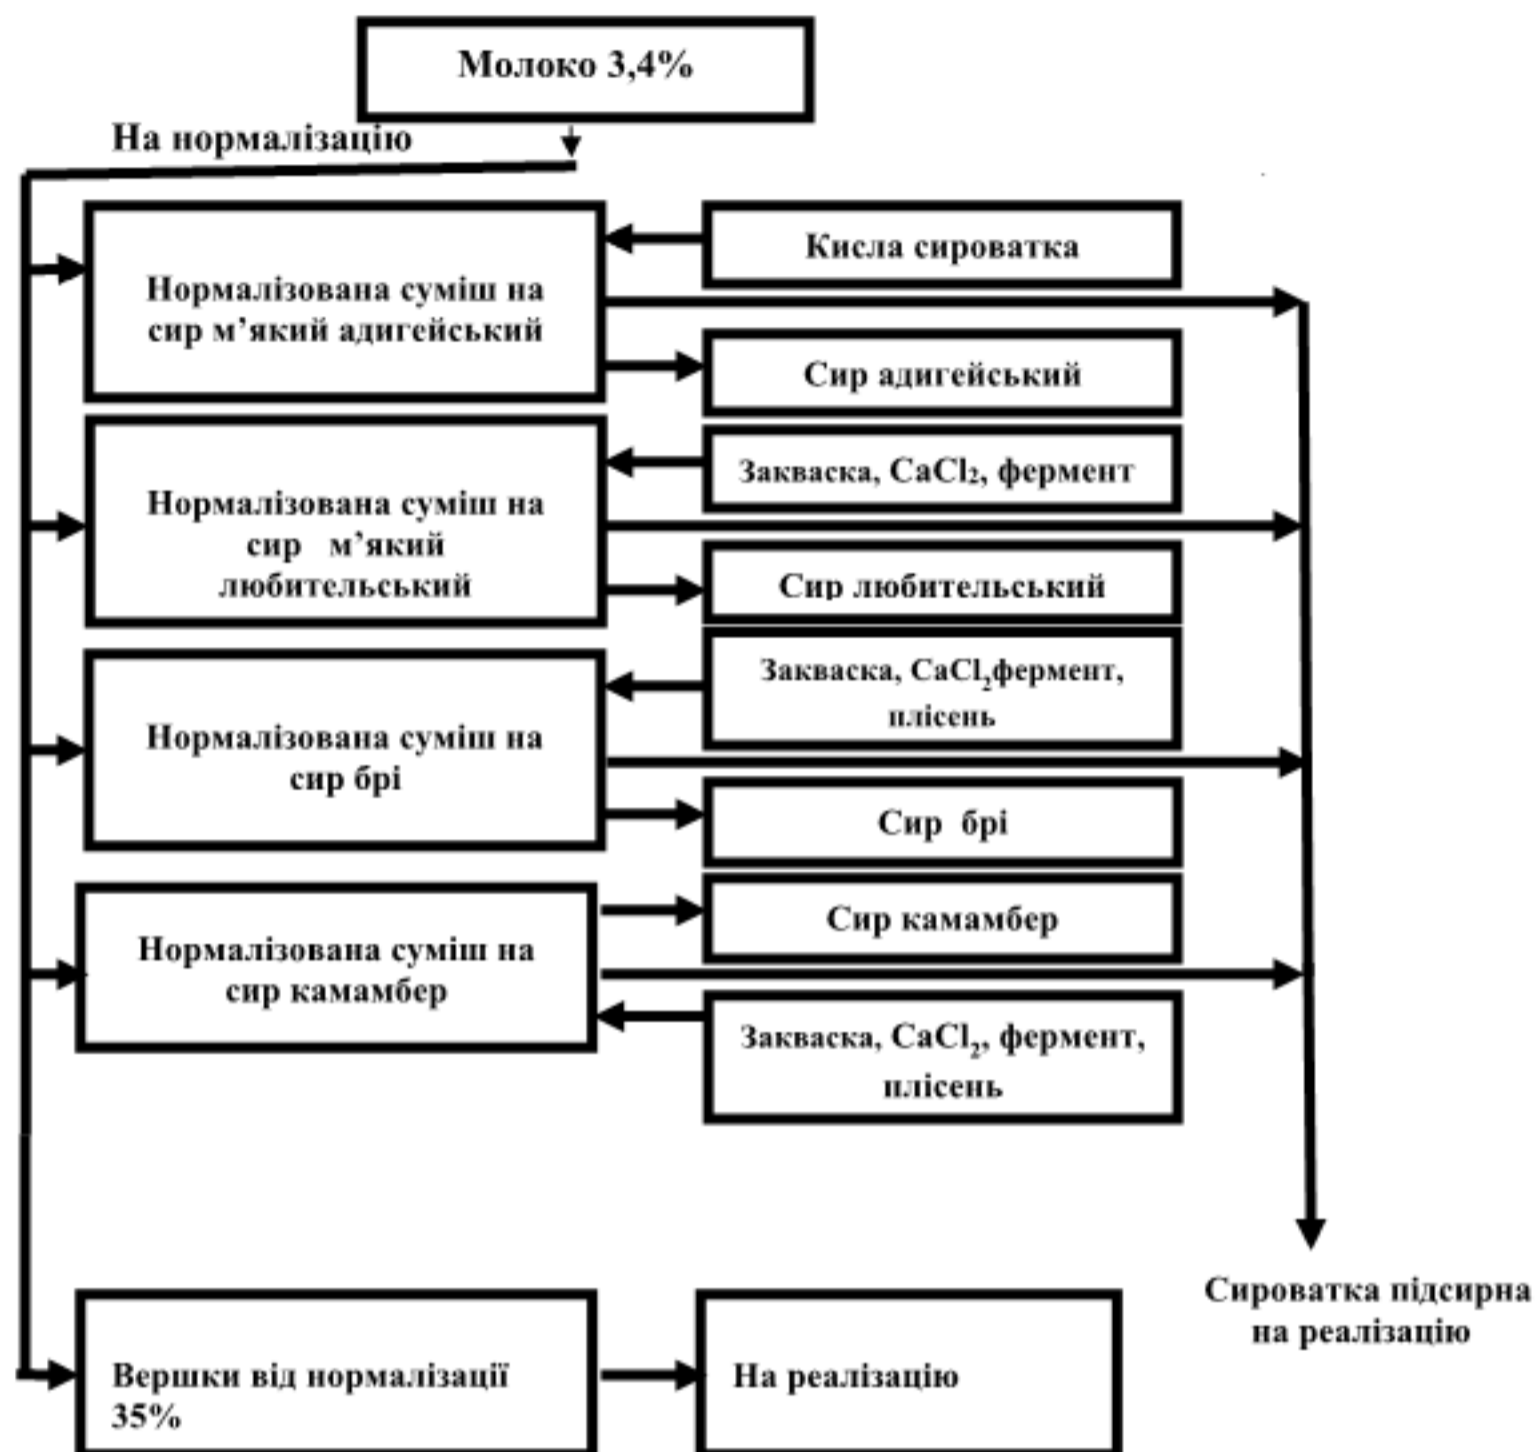 Молоко 3,4%
На нормалізацію
Кисла сироватка
Нормалізована суміш на
сир м’який адигейський
Сир адигейський
Закваска, CaCl₂, фермент
Нормалізована суміш на
сир м’який
любительський
Сир любительський
Закваска, CaCl₂фермент,
плісень
Нормалізована суміш на
сир брі
Сир брі
Сир камамбер
Нормалізована суміш на
сир камамбер
Закваска, CaCl₂, фермент,
плісень
Сироватка підсирна
на реалізацію
Вершки від нормалізації
35%
На реалізацію